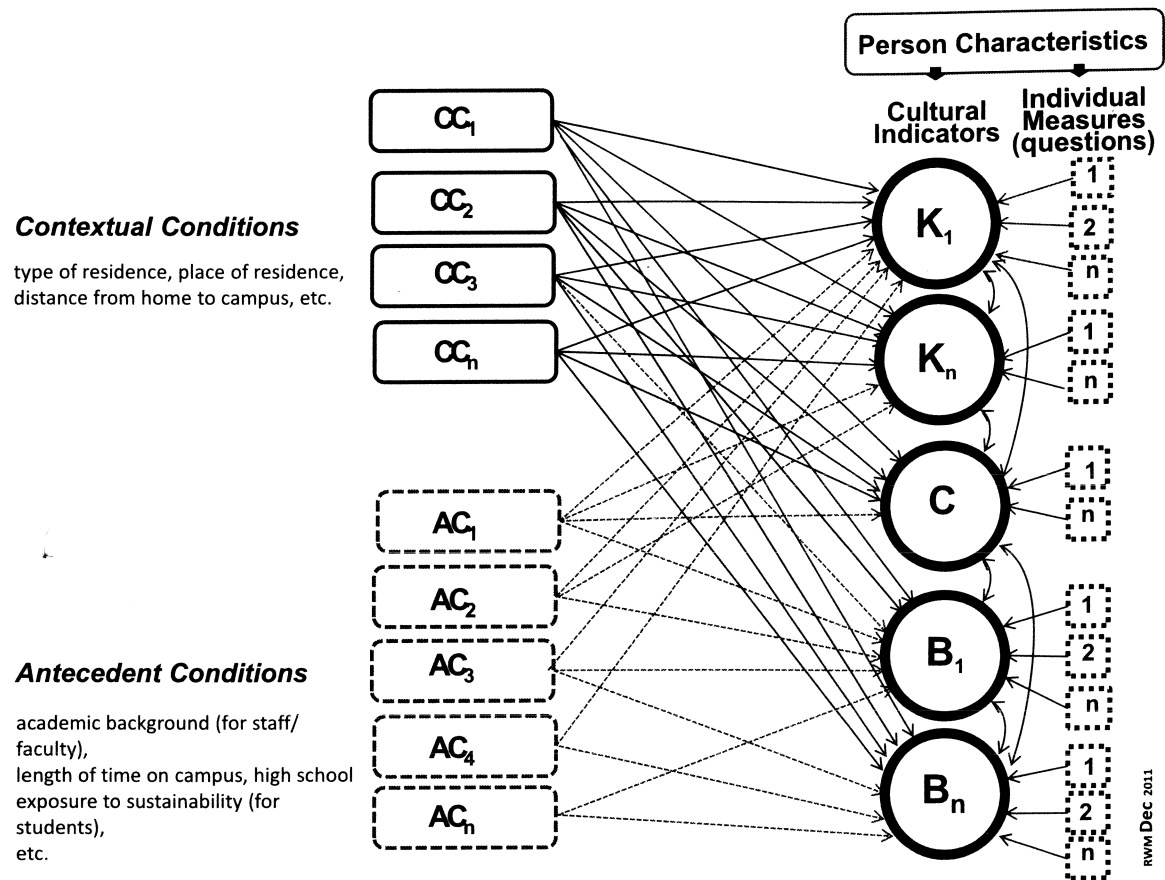 Person Characteristics
Cultural
Indicators
Individual
Measures
(questions)
CC1
CC2
CC3
CCn
Contextual Conditions
type of residence, place of residence,
distance from home to campus, etc.
K1
1
2
n
Kn
1
n
C
1
n
AC1
AC2
AC3
AC4
ACn
Antecedent Conditions
academic background (for staff/
faculty),
length of time on campus, high school
exposure to sustainability (for
students),
etc.
B1
1
2
n
Bn
1
2
n
RWM Dec 2011